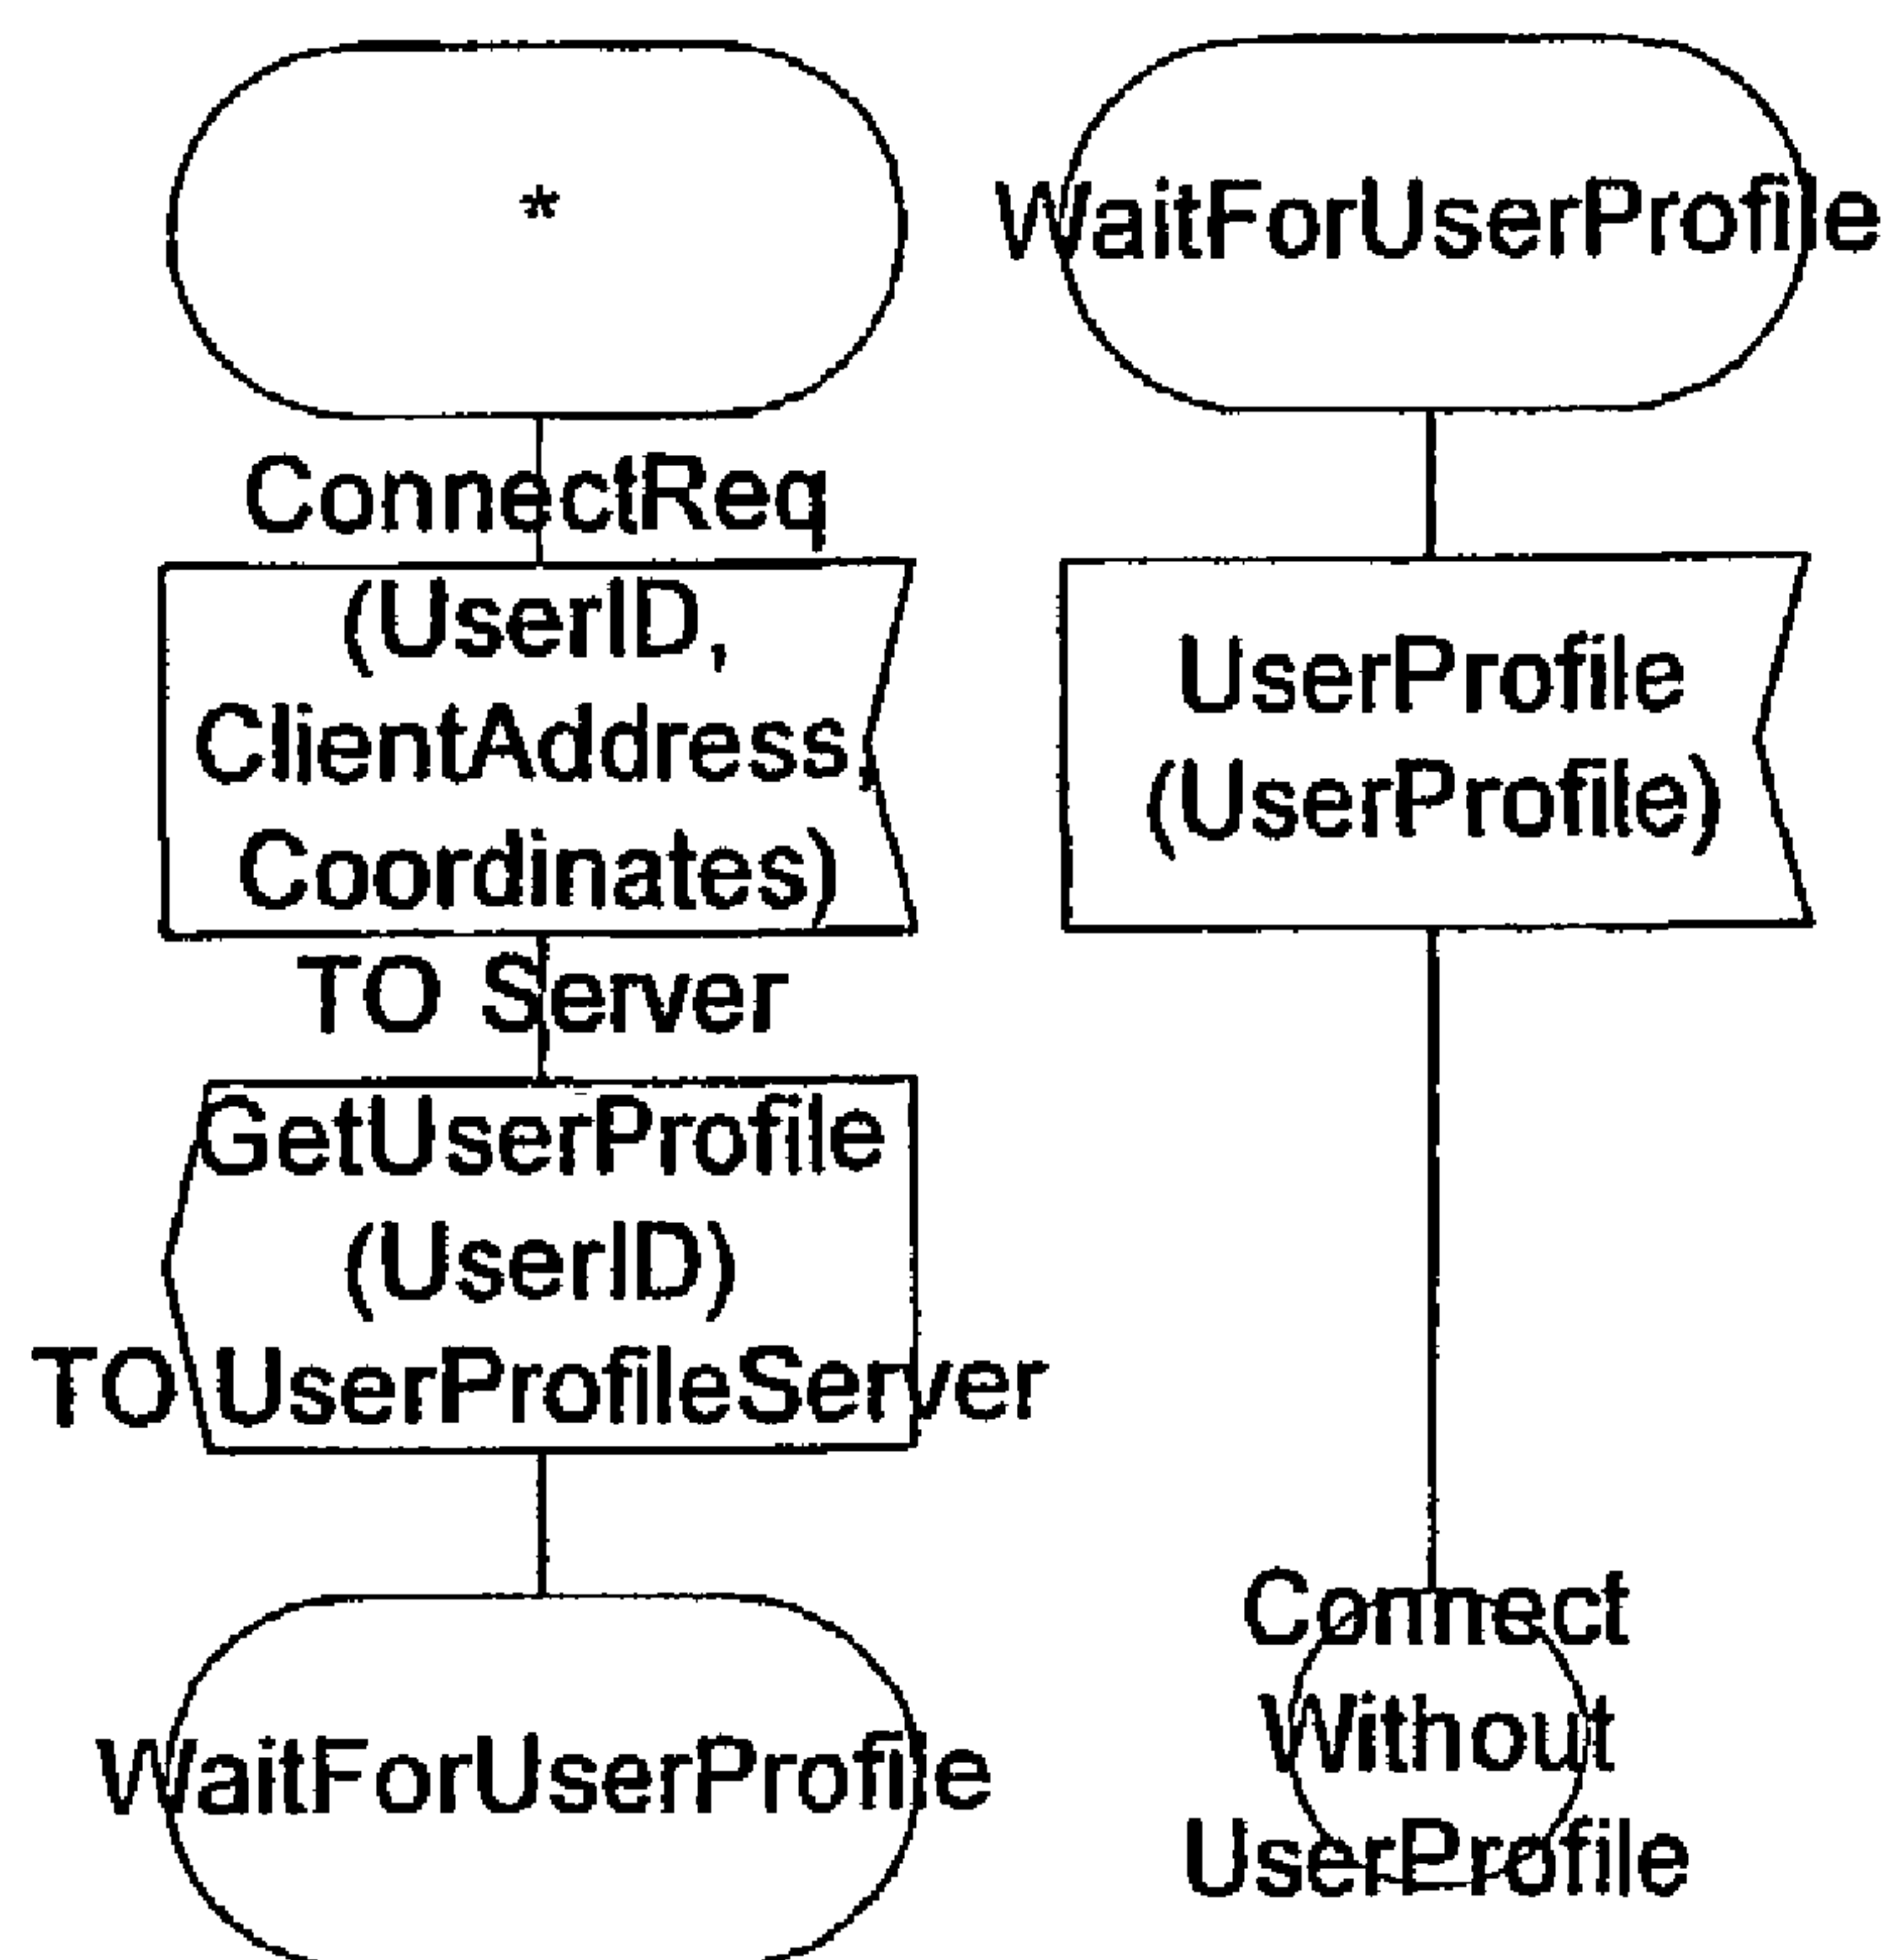 *
ConnectReq
(UserID,
ClientAddress,
Coordinates)
TO Server
GetUserProfile
(UserID)
TO UserProfileServer
WaitForUserProfile
WaitForUserProfile
UserProfile
(UserProfile)
Connect
Without
UserProfile